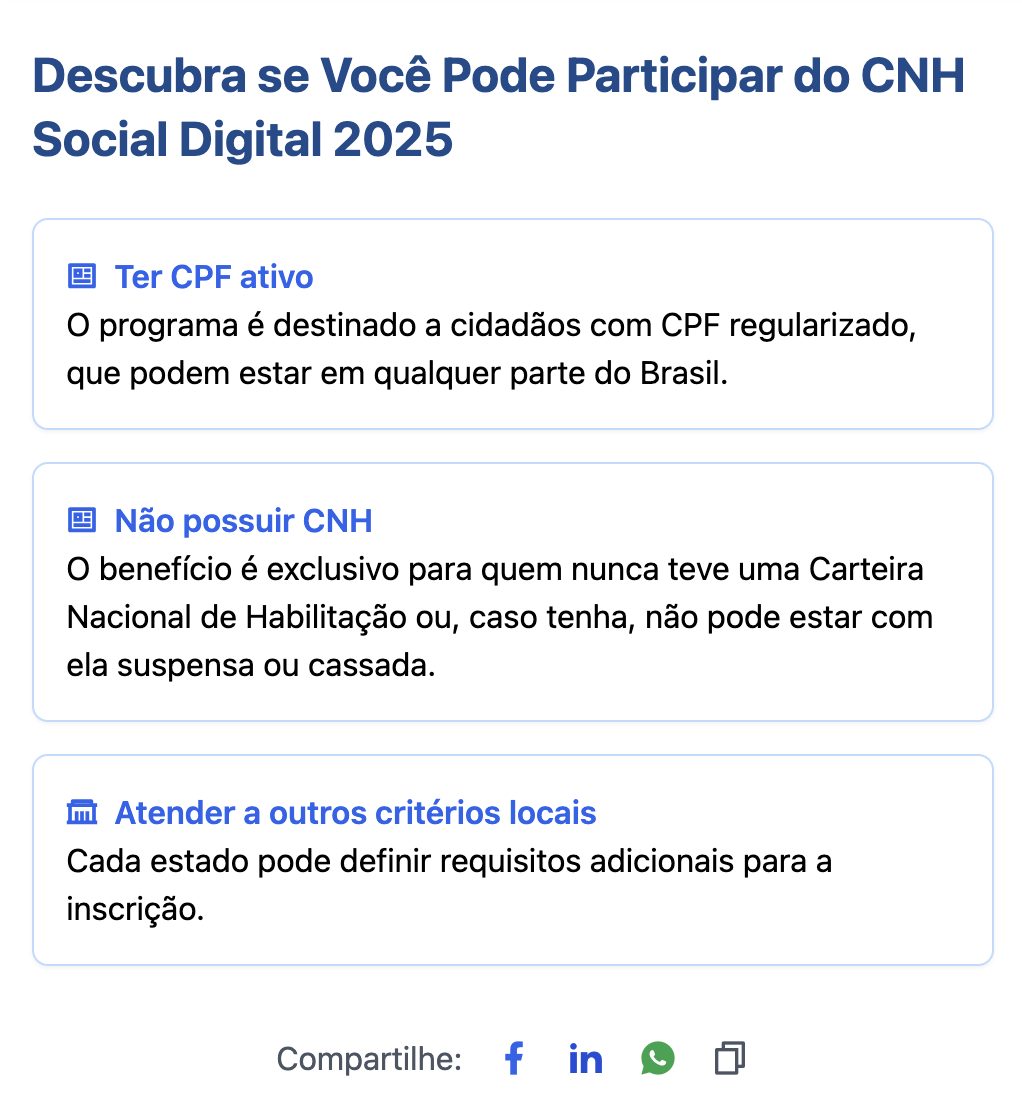 Descubra se Você Pode Participar do CNH
Social Digital 2025
Ter CPF ativo
O programa é destinado a cidadãos com CPF regularizado,
que podem estar em qualquer parte do Brasil.
Não possuir CNH
O benefício é exclusivo para quem nunca teve uma Carteira
Nacional de Habilitação ou, caso tenha, não pode estar com
ela suspensa ou cassada.
Atender a outros critérios locais
Cada estado pode definir requisitos adicionais para a
inscrição.
Compartilhe: